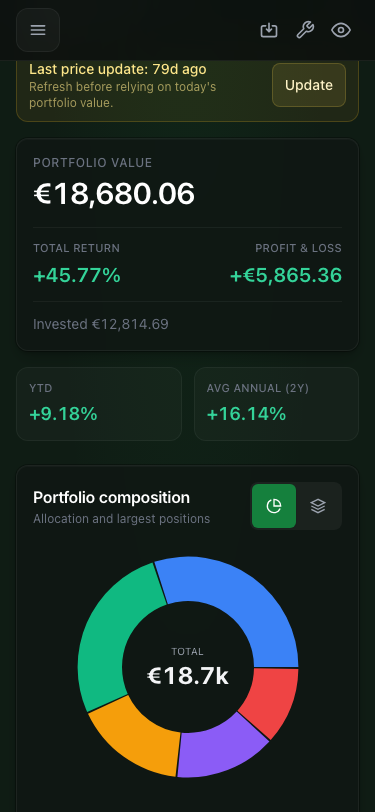 Last price update: 79d ago
Refresh before relying on today's
portfolio value.
Update
PORTFOLIO VALUE
€18,680.06
TOTAL RETURN
PROFIT & LOSS
+45.77%
+€5,865.36
Invested €12,814.69
YTD
AVG ANNUAL (2Y)
+9.18%
+16.14%
Portfolio composition
Allocation and largest positions
TOTAL
€18.7k